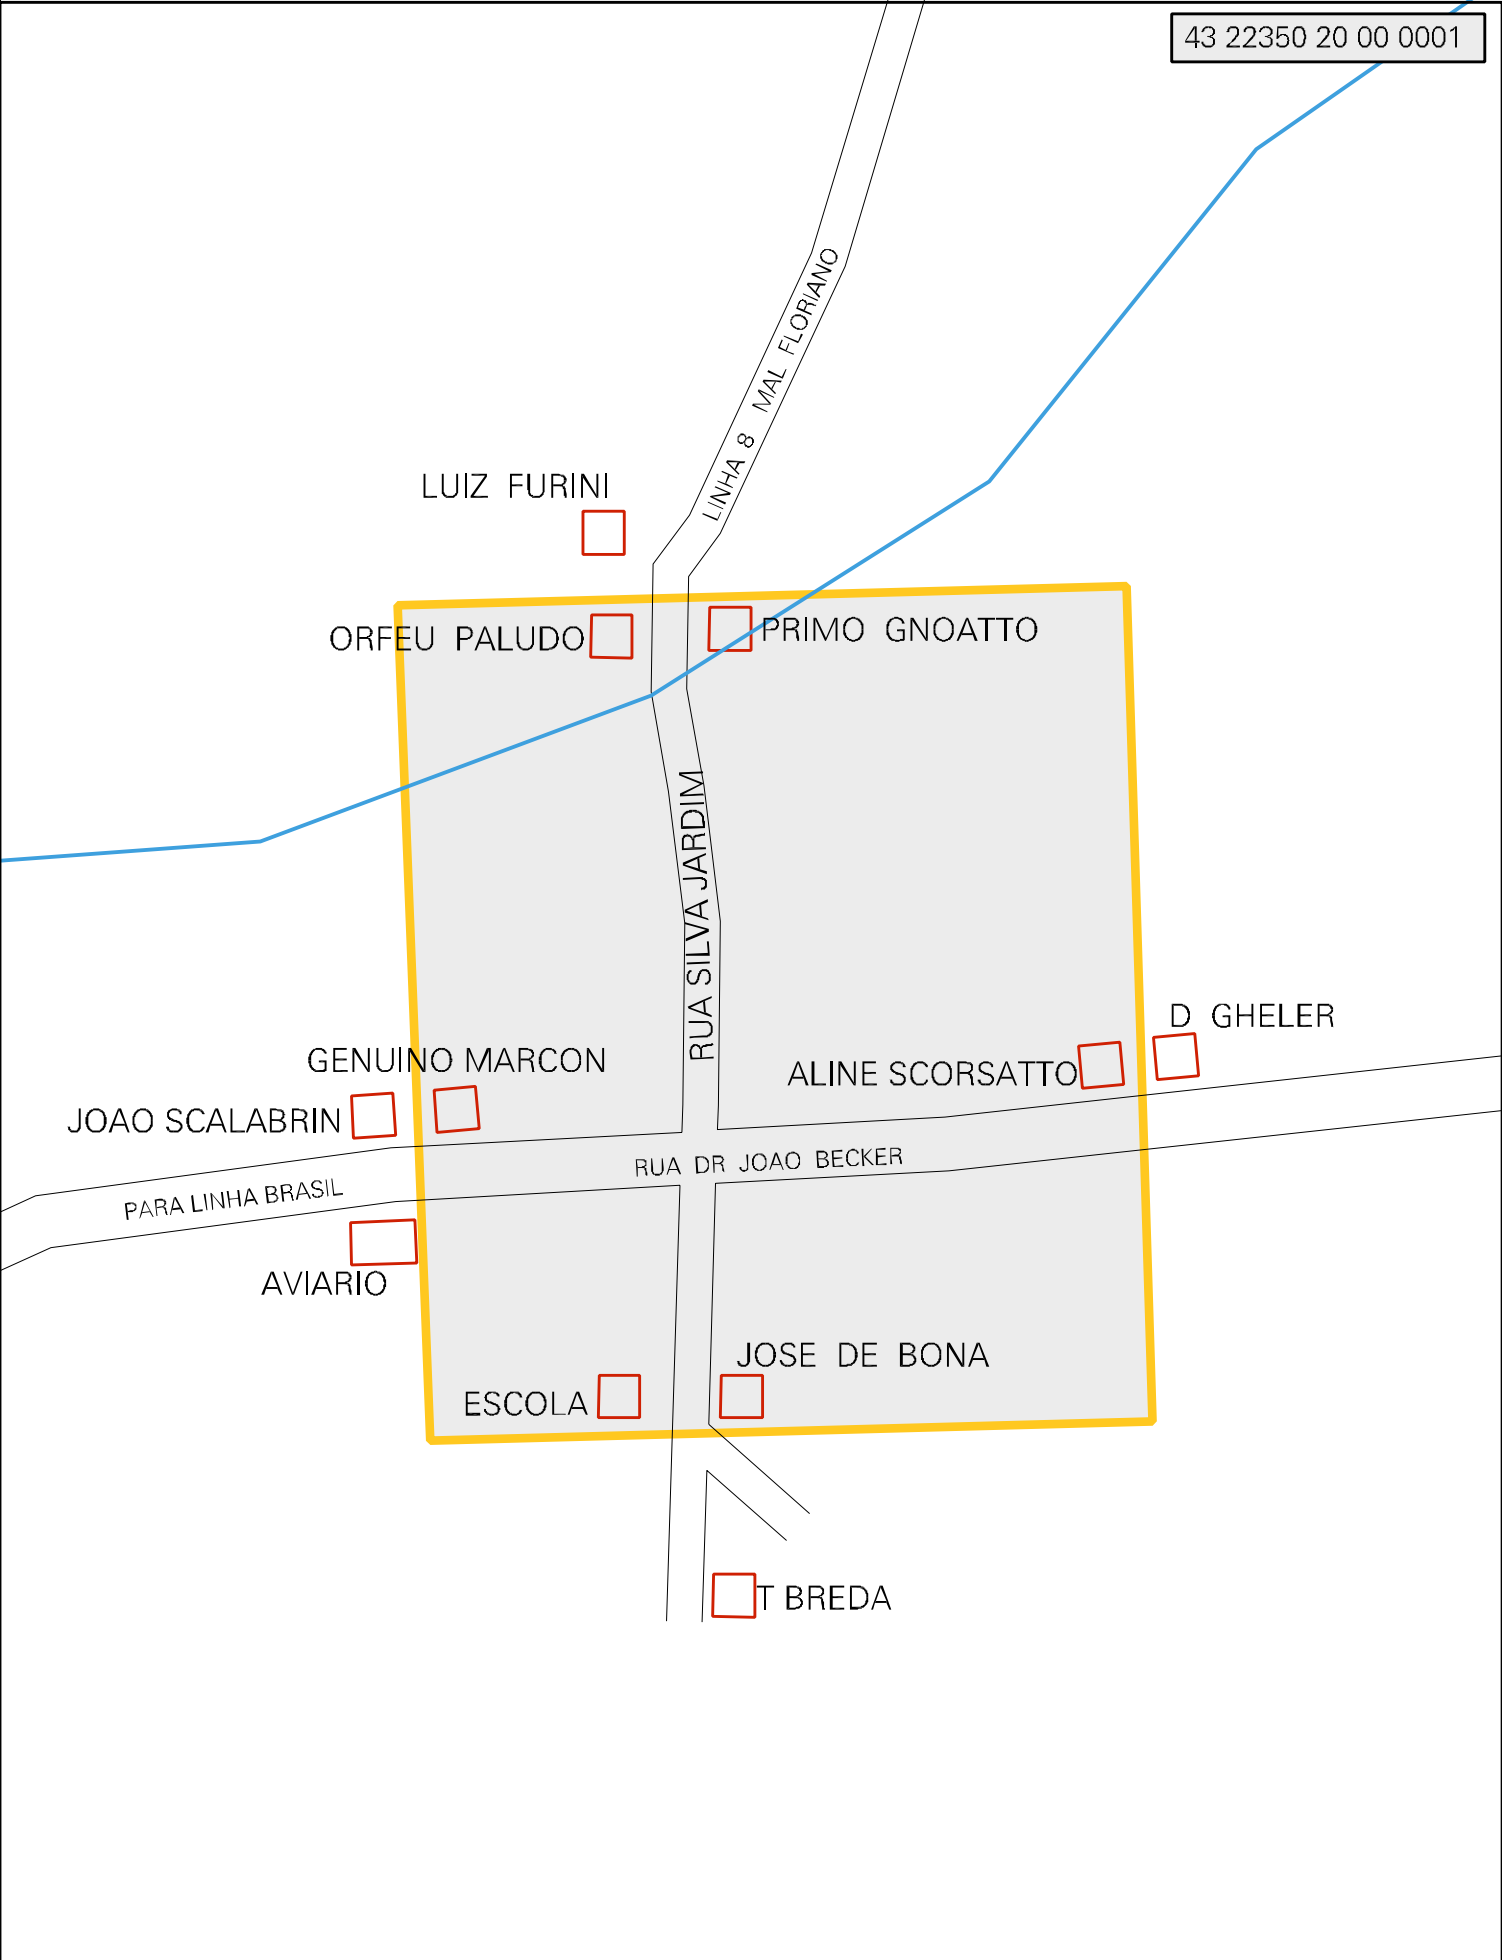 43 22350 20 00 0001
LINHA 8 MAL FLORIANO
LUIZ FURINI
ORFEU PALUDO
PRIMO GNOATTO
RUA SILVA JARDIM
D GHELER
GENUINO MARCON
ALINE SCORSATTO
JOAO SCALABRIN
RUA DR JOAO BECKER
PARA LINHA BRASIL
AVIARIO
JOSE DE BONA
ESCOLA
T BREDA